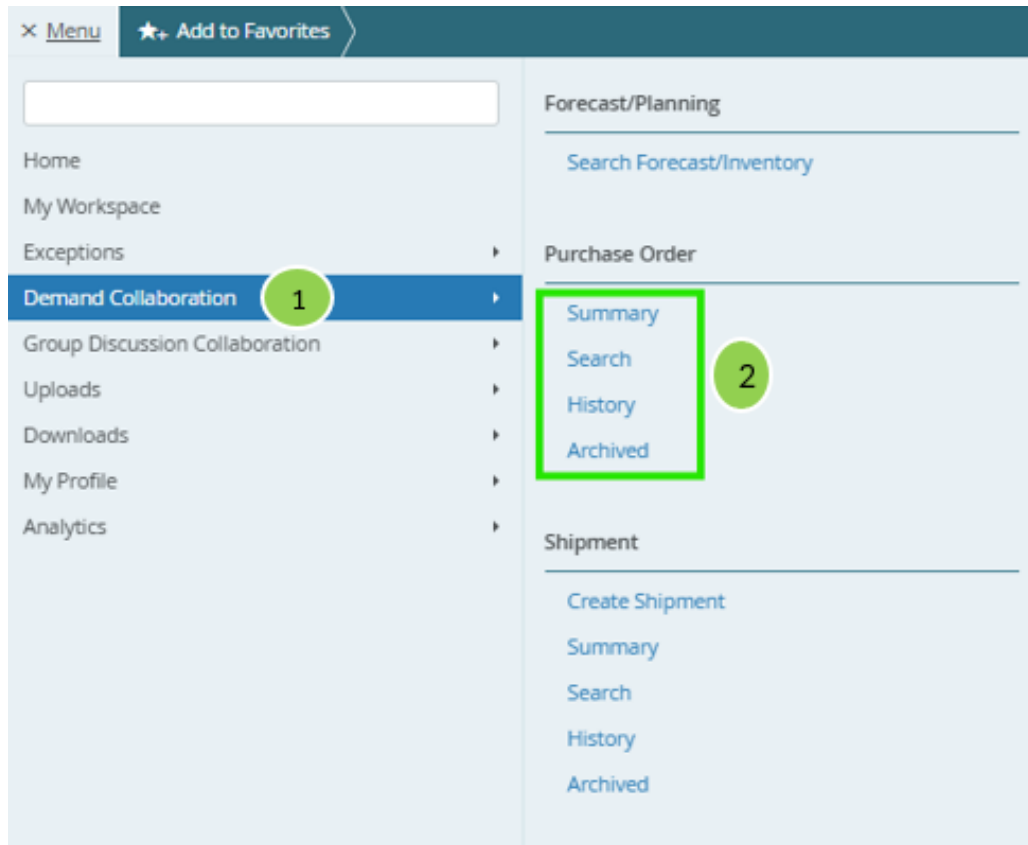 × Menu ★+ Add to Favorites
Home
My Workspace
Exceptions
Demand Collaboration 1
Group Discussion Collaboration
Uploads
Downloads
My Profile
Analytics
Forecast/Planning
Search Forecast/Inventory
Purchase Order
Summary
Search
2
History
Archived
Shipment
Create Shipment
Summary
Search
History
Archived